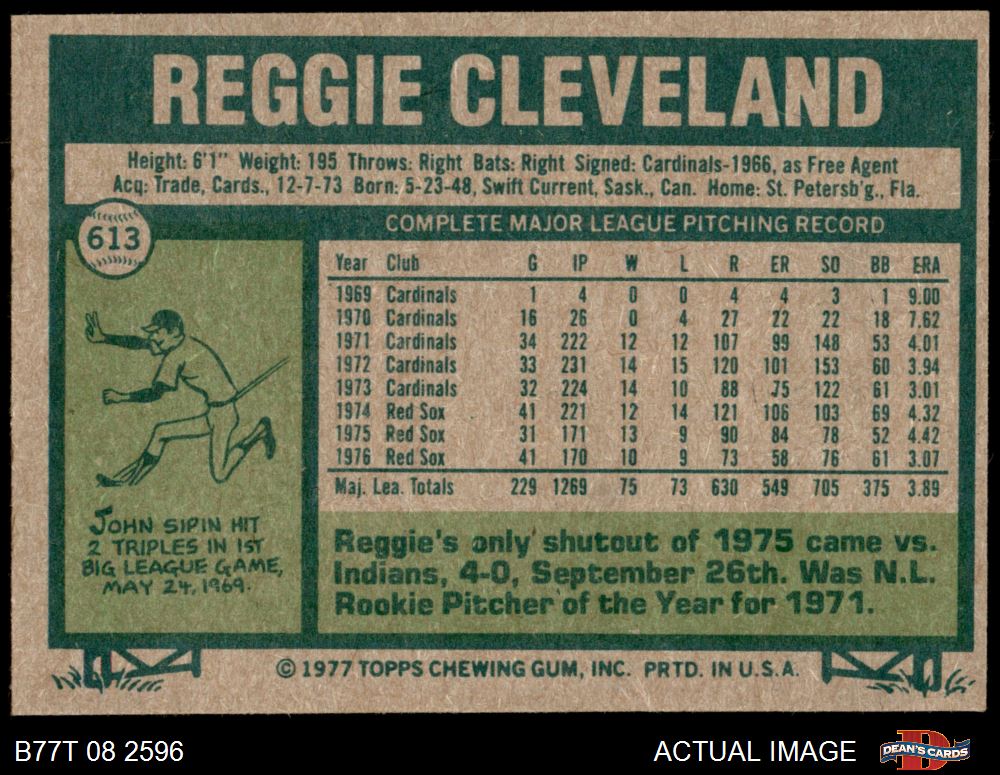 REGGIE CLEVELAND
Height: 6'1" Weight: 195 Throws: Right Bats: Right Signed: Cardinals-1966, as Free Agent
Acq: Trade, Cards., 12-7-73 Born: 5-23-48, Swift Current, Sask., Can. Home: St. Petersb'g., Fla.
613
COMPLETE MAJOR LEAGUE PITCHING RECORD
Year Club G IP W L R ER SO BB ERA
1969 Cardinals 1 4 0 0 4 4 3 1 9.00
1970 Cardinals 16 26 0 4 27 22 22 18 7.62
1971 Cardinals 34 222 12 12 107 99 148 53 4.01
1972 Cardinals 33 231 14 15 120 101 153 60 3.94
1973 Cardinals 32 224 14 10 88 75 122 61 3.01
1974 Red Sox 41 221 12 14 121 106 103 69 4.32
1975 Red Sox 31 171 13 9 90 84 78 52 4.42
1976 Red Sox 41 170 10 9 73 58 76 61 3.07
Maj. Lea. Totals 229 1269 75 73 630 549 705 375 3.89
JOHN SIPIN HIT
2 TRIPLES IN 1ST
BIG LEAGUE GAME,
MAY 24, 1969.
Reggie's only shutout of 1975 came vs.
Indians, 4-0, September 26th. Was N.L.
Rookie Pitcher of the Year for 1971.
© 1977 TOPPS CHEWING GUM, INC. PRTD. IN U.S.A.
B77T 08 2596
ACTUAL IMAGE
D
DEAN'S CARDS